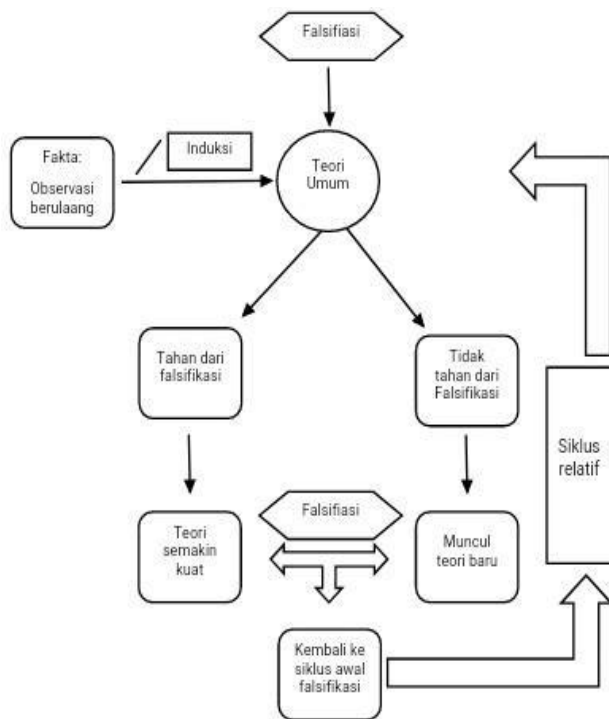 Falsifiasi
Induksi
Fakta:
Observasi
berulaang
Teori
Umum
Tahan dari
falsifikasi
Tidak
tahan dari
Falsifikasi
Siklus
relatif
Falsifiasi
Teori
semakin
kuat
Muncul
teori baru
Kembali ke
siklus awal
falsifikasi